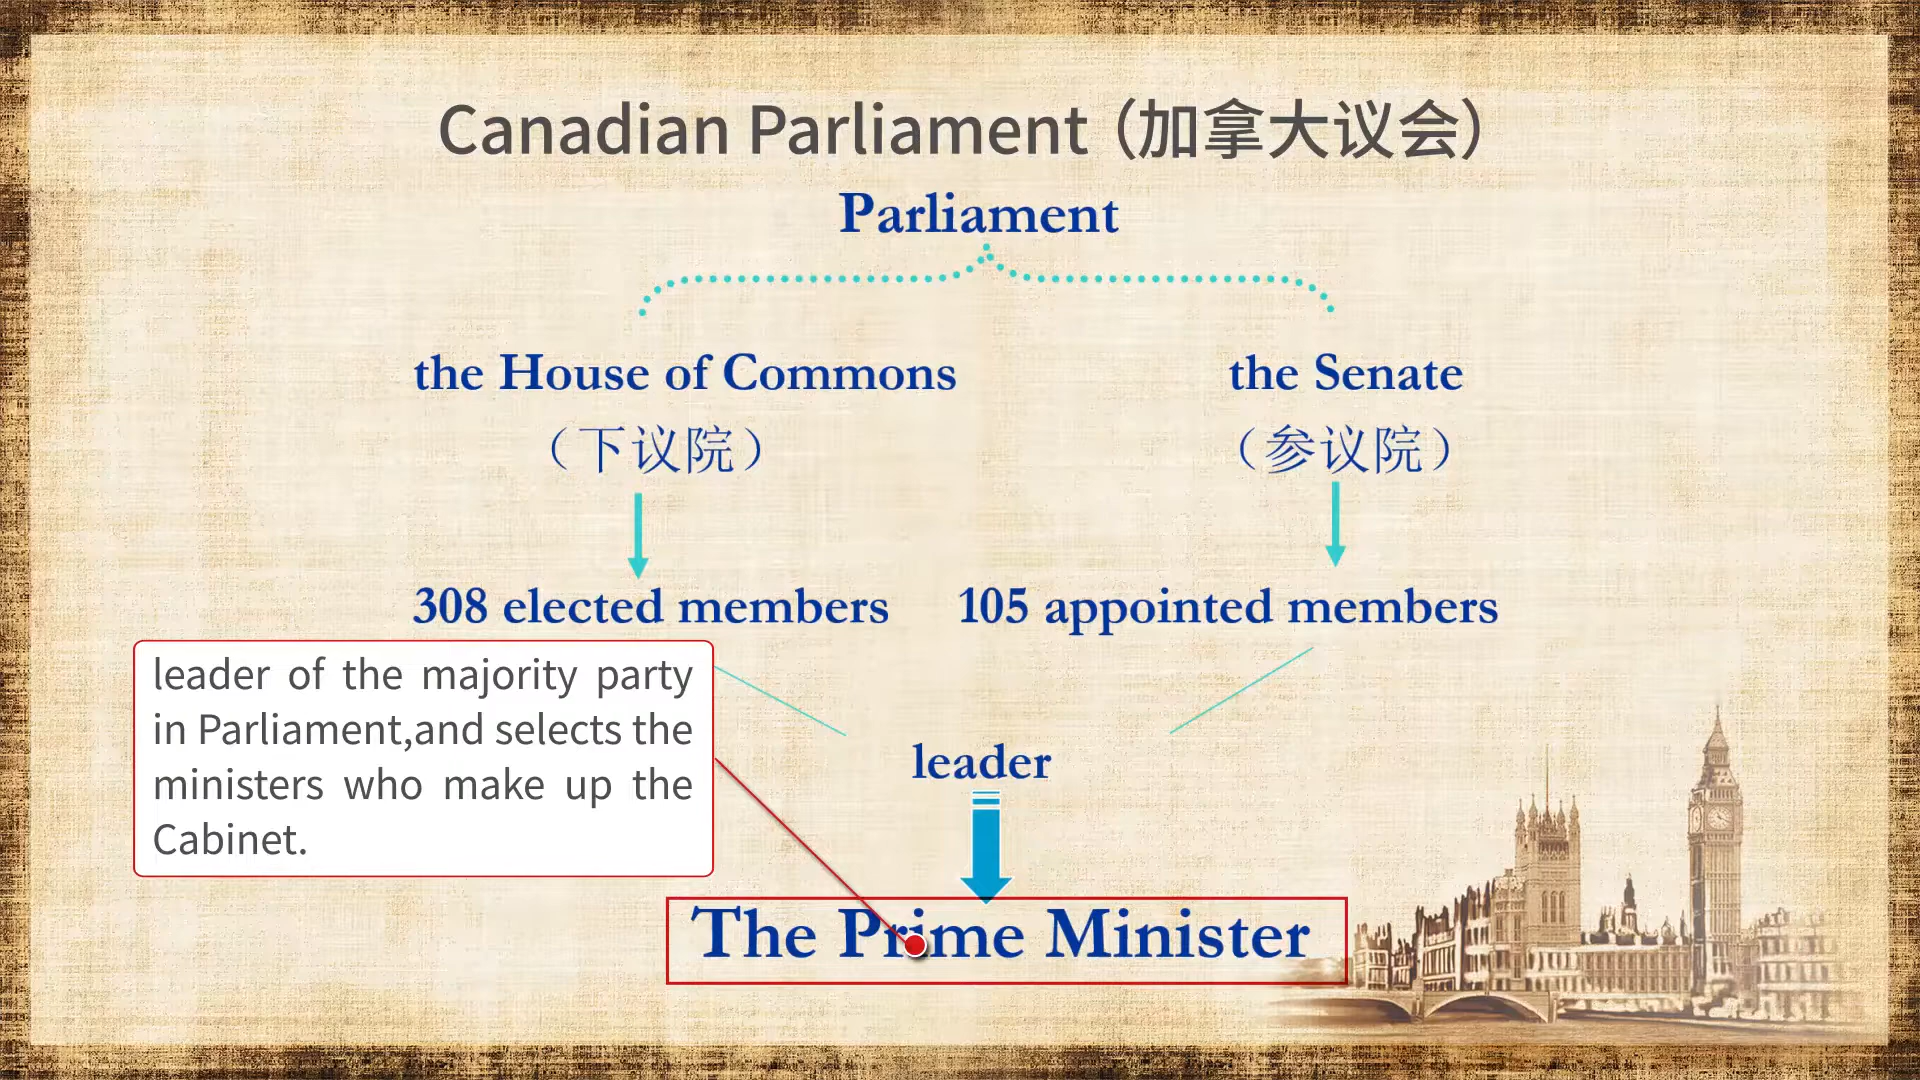 Canadian Parliament（加拿大议会）
Parliament
the House of Commons
the Senate
（下议院）
（参议院）
308 elected members
105 appointed members
leader of the majority party
in Parliament,and selects the
ministers who make up the
Cabinet.
leader
The Prime Minister